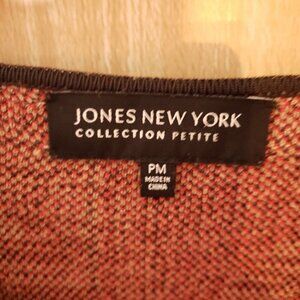 JONES NEW YORK
COLLECTION PETITE
PM
MADE IN
CHINA